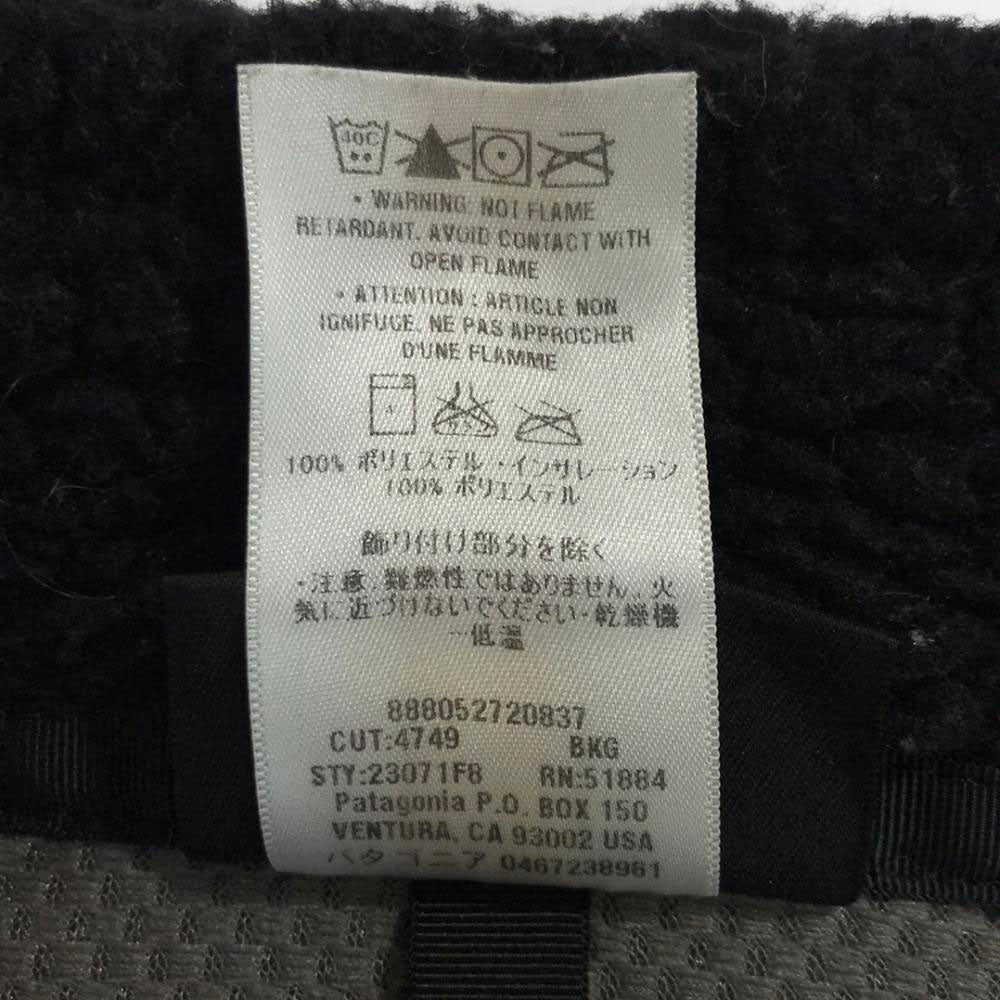 40C
• WARNING: NOT FLAME
RETARDANT. AVOID CONTACT WITH
OPEN FLAME
• ATTENTION : ARTICLE NON
IGNIFUGE. NE PAS APPROCHER
D'UNE FLAMME
100% ポリエステル ・インサレーション
100% ポリエステル
飾り付け部分を除く
・注意:難燃性ではありません。火
気に近づけないでください・乾燥機
ー低温
888052720837
CUT:4749 BKG
STY:23071F8 RN:51884
Patagonia P.O. BOX 150
VENTURA, CA 93002 USA
パタゴニア 0467238961